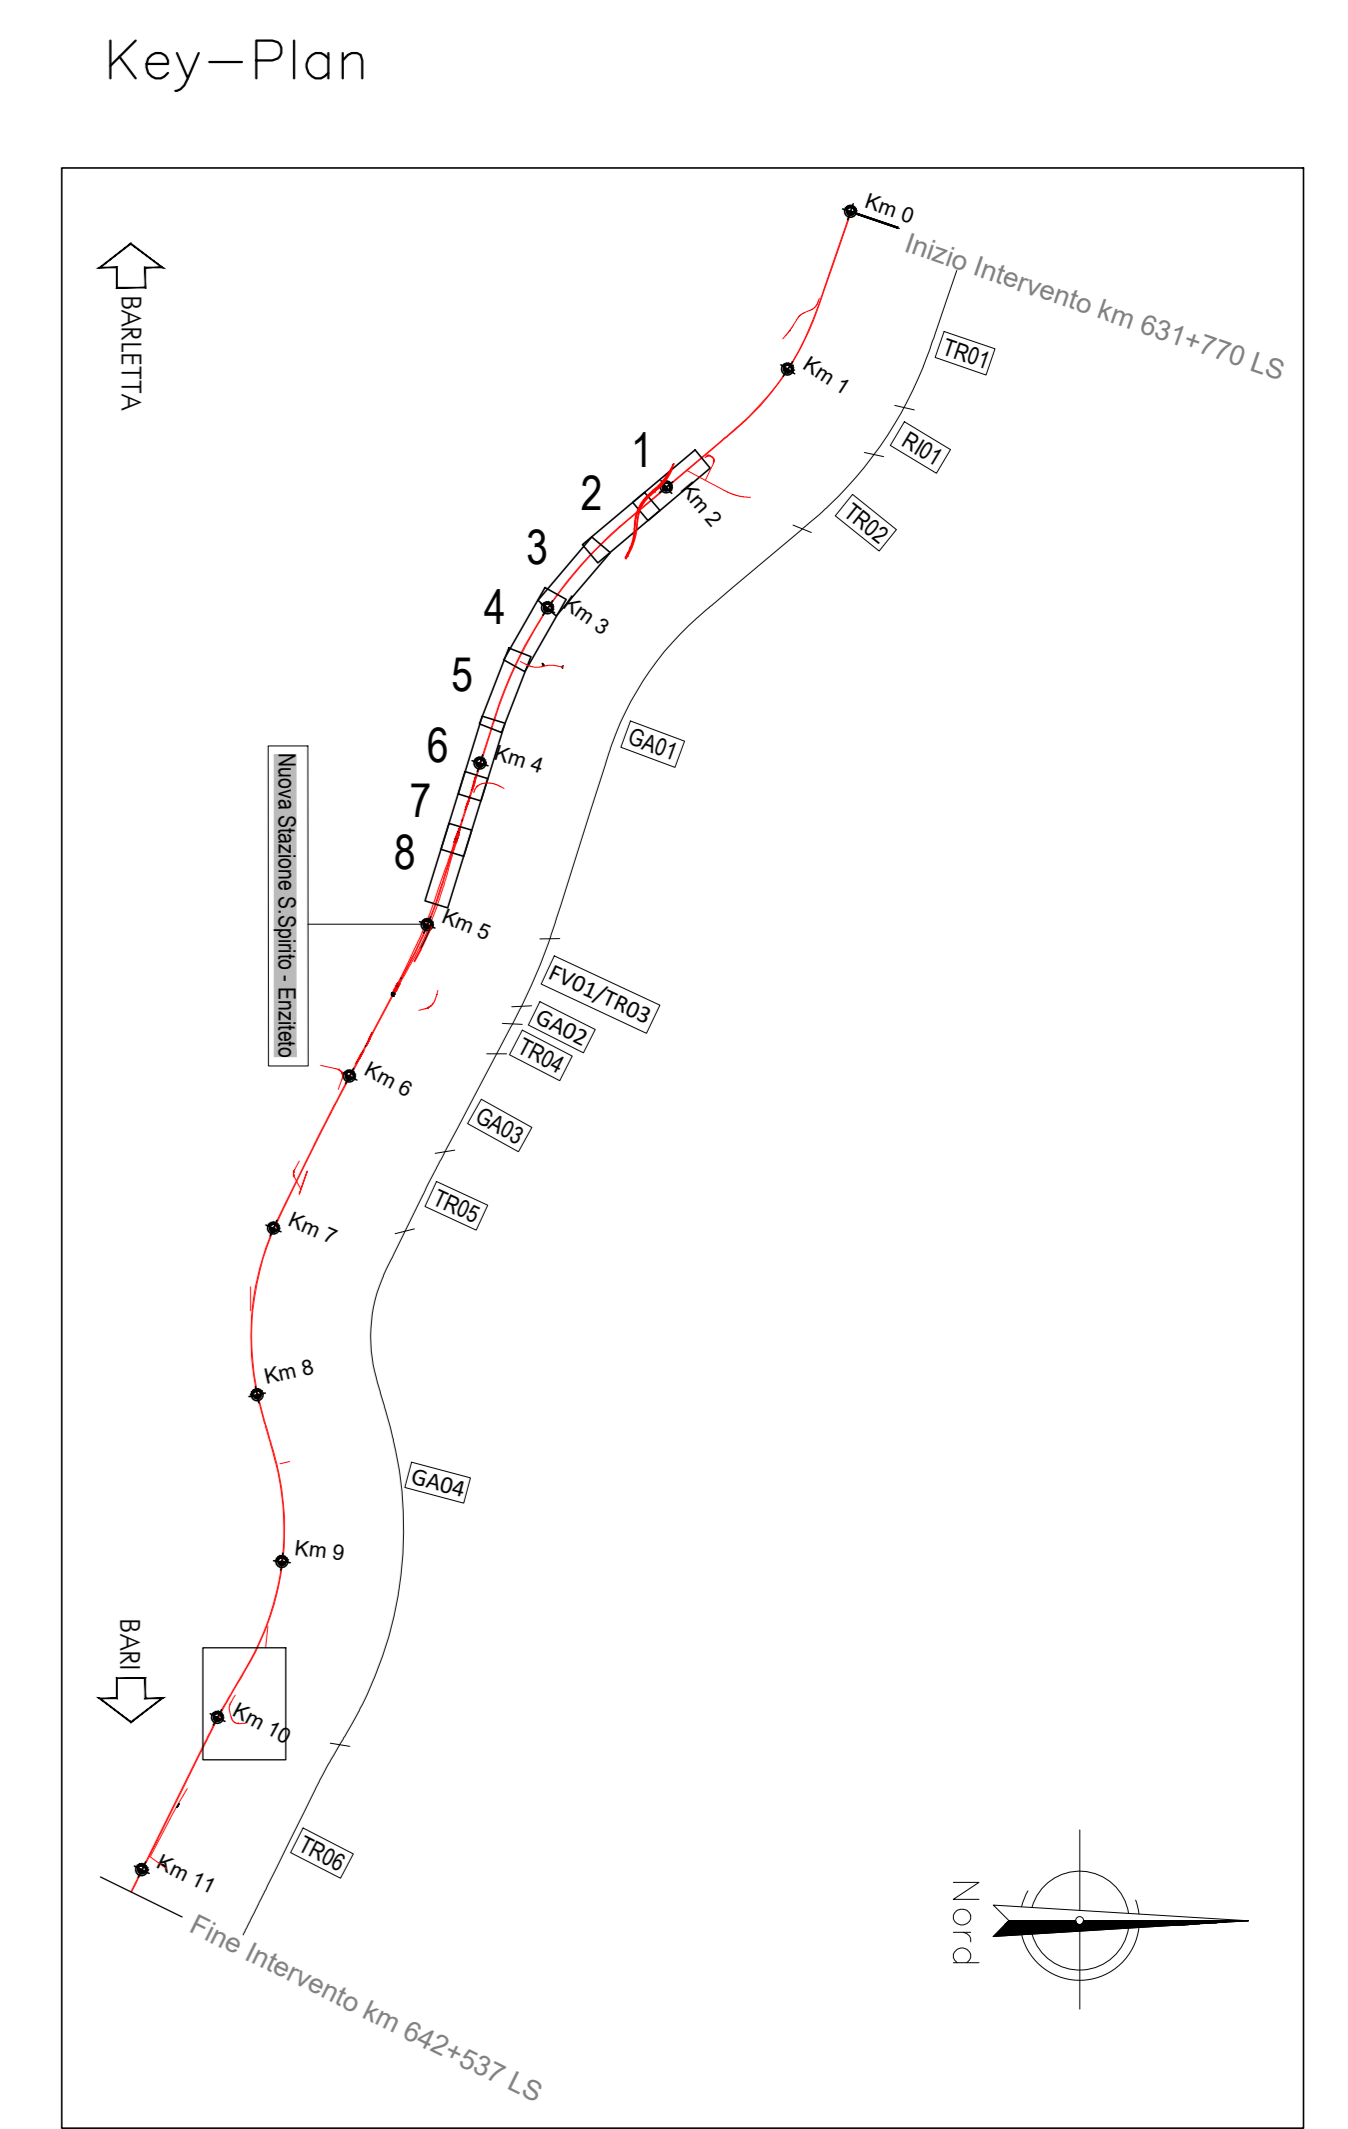 Key-Plan
Km 0
Inizio Intervento km 631+770 LS
BARLETTA
TR01
Km 1
RI01
1
2
Km 2
TR02
3
4
Km 3
5
6
Km 4
GA01
7
8
Nuova Stazione S.Spirito - Enziteto
Km 5
FV01/TR03
GA02
TR04
Km 6
GA03
TR05
Km 7
Km 8
GA04
Km 9
BARI
Km 10
TR06
Km 11
Fine Intervento km 642+537 LS
Nord